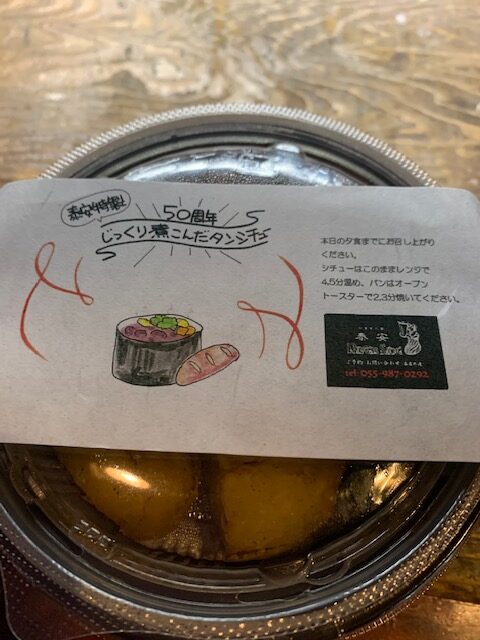 泰安特製!
50周年
じっくり煮こんだタンシチュー
本日の夕食までにお召し上がり
ください。
シチューはこのままレンジで
4,5分温め、パンはオーブン
トースターで2,3分焼いてください。
泰安
tel 055-987-0292